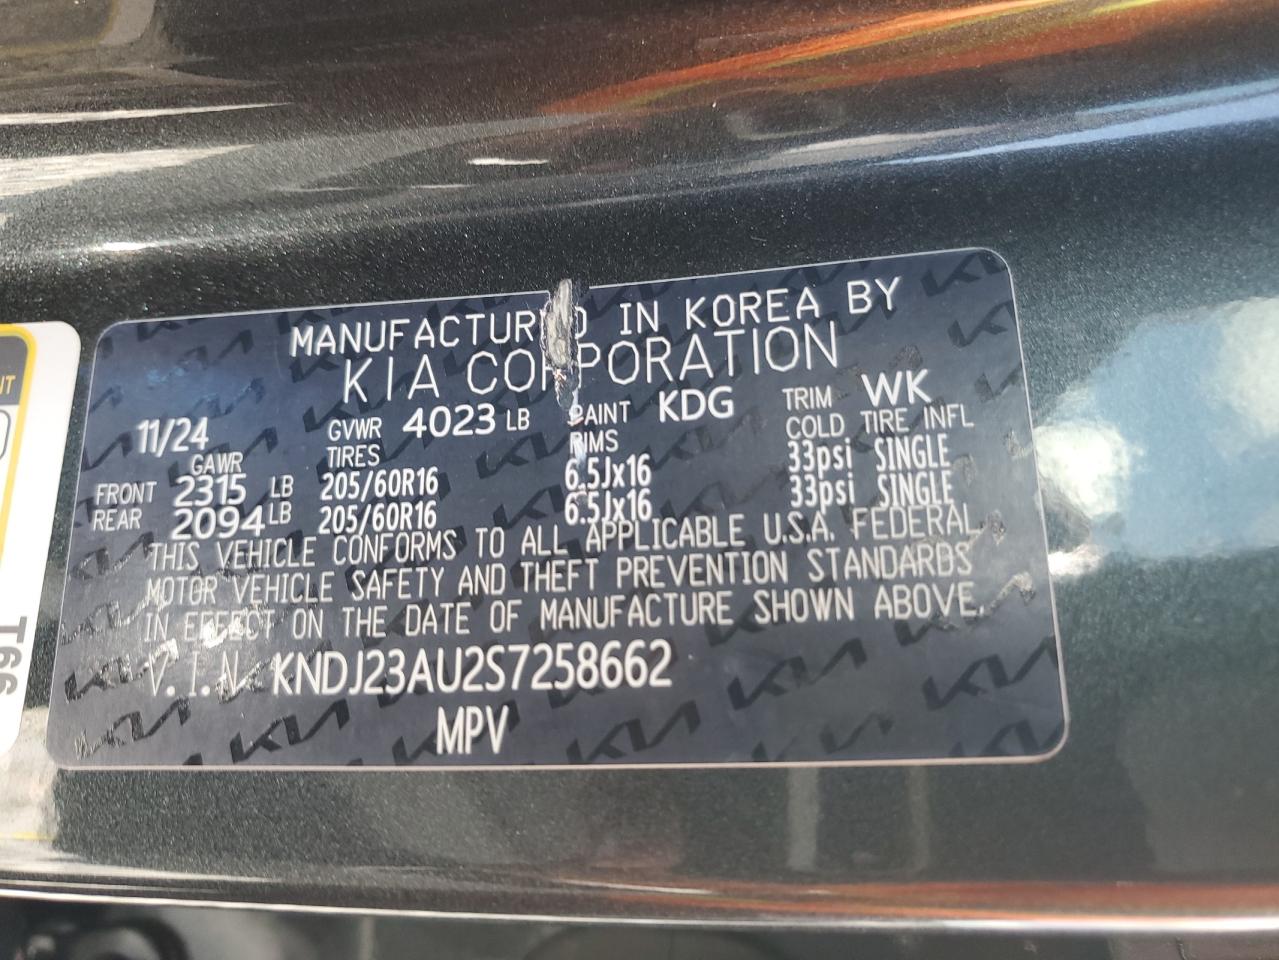 MANUFACTURED IN KOREA BY
KIA CORPORATION
11/24 GVWR 4023 LB PAINT KDG TRIM WK
GAWR TIRES RIMS COLD TIRE INFL
FRONT 2315 LB 205/60R16 6.5Jx16 33psi SINGLE
REAR 2094 LB 205/60R16 6.5Jx16 33psi SINGLE
THIS VEHICLE CONFORMS TO ALL APPLICABLE U.S.A. FEDERAL
MOTOR VEHICLE SAFETY AND THEFT PREVENTION STANDARDS
IN EFFECT ON THE DATE OF MANUFACTURE SHOWN ABOVE.
V.I.N. KNDJ23AU2S7258662
MPV